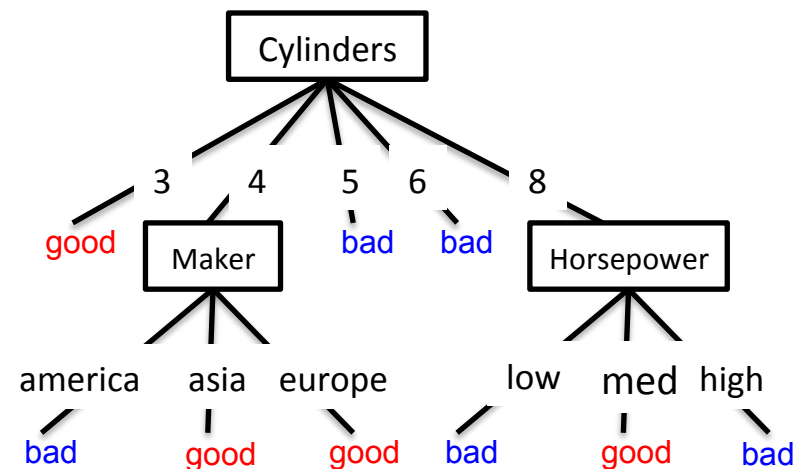 Cylinders
3 4 5 6 8
good Maker bad bad Horsepower
america asia europe low med high
bad good good bad good bad